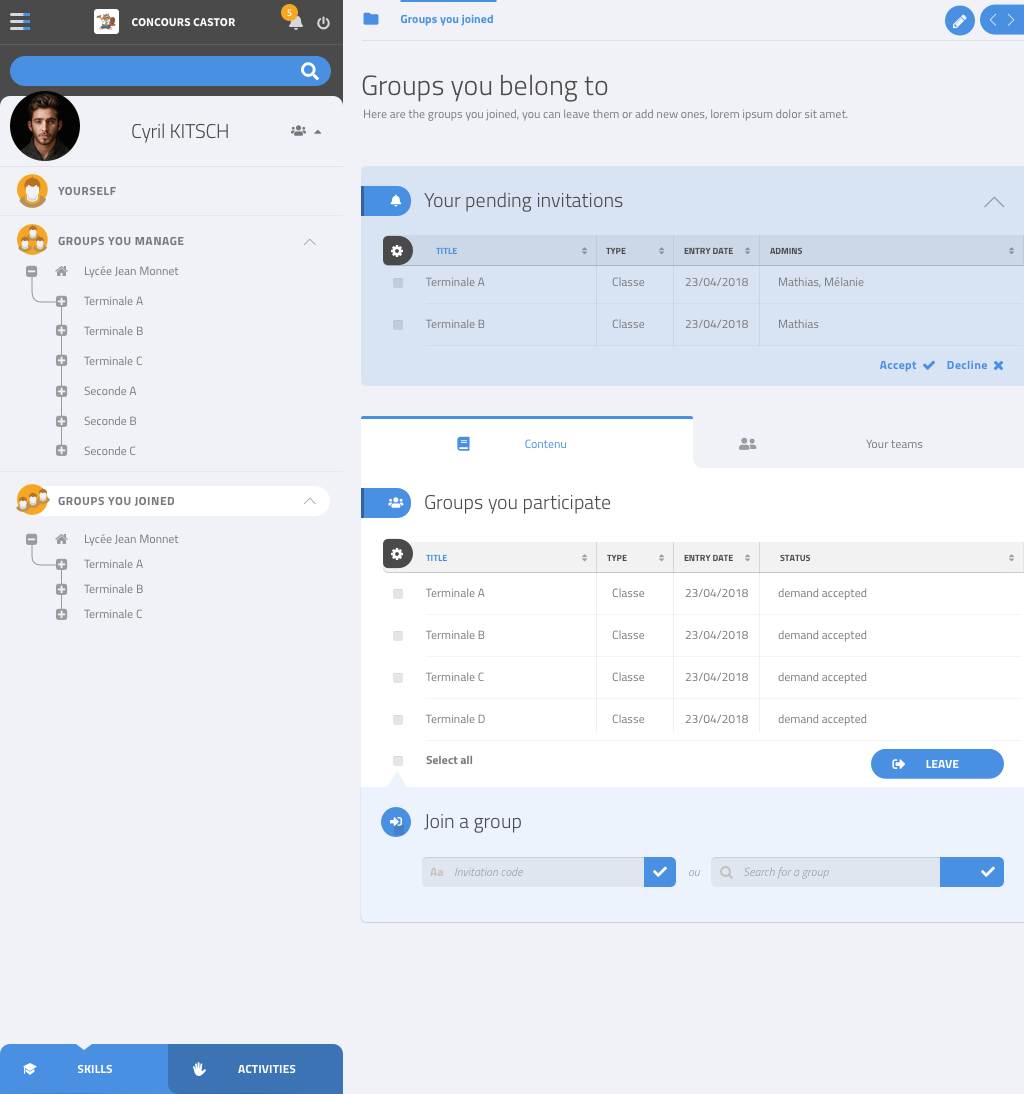 CONCOURS CASTOR
5
Cyril KITSCH
YOURSELF
GROUPS YOU MANAGE
Lycée Jean Monnet
Terminale A
Terminale B
Terminale C
Seconde A
Seconde B
Seconde C
GROUPS YOU JOINED
Lycée Jean Monnet
Terminale A
Terminale B
Terminale C
SKILLS
ACTIVITIES
Groups you joined
Groups you belong to
Here are the groups you joined, you can leave them or add new ones, lorem ipsum dolor sit amet.
Your pending invitations
TITLE TYPE ENTRY DATE ADMINS
Terminale A Classe 23/04/2018 Mathias, Mélanie
Terminale B Classe 23/04/2018 Mathias
Accept Decline
Contenu Your teams
Groups you participate
TITLE TYPE ENTRY DATE STATUS
Terminale A Classe 23/04/2018 demand accepted
Terminale B Classe 23/04/2018 demand accepted
Terminale C Classe 23/04/2018 demand accepted
Terminale D Classe 23/04/2018 demand accepted
Select all LEAVE
Join a group
Aa Invitation code ou Search for a group